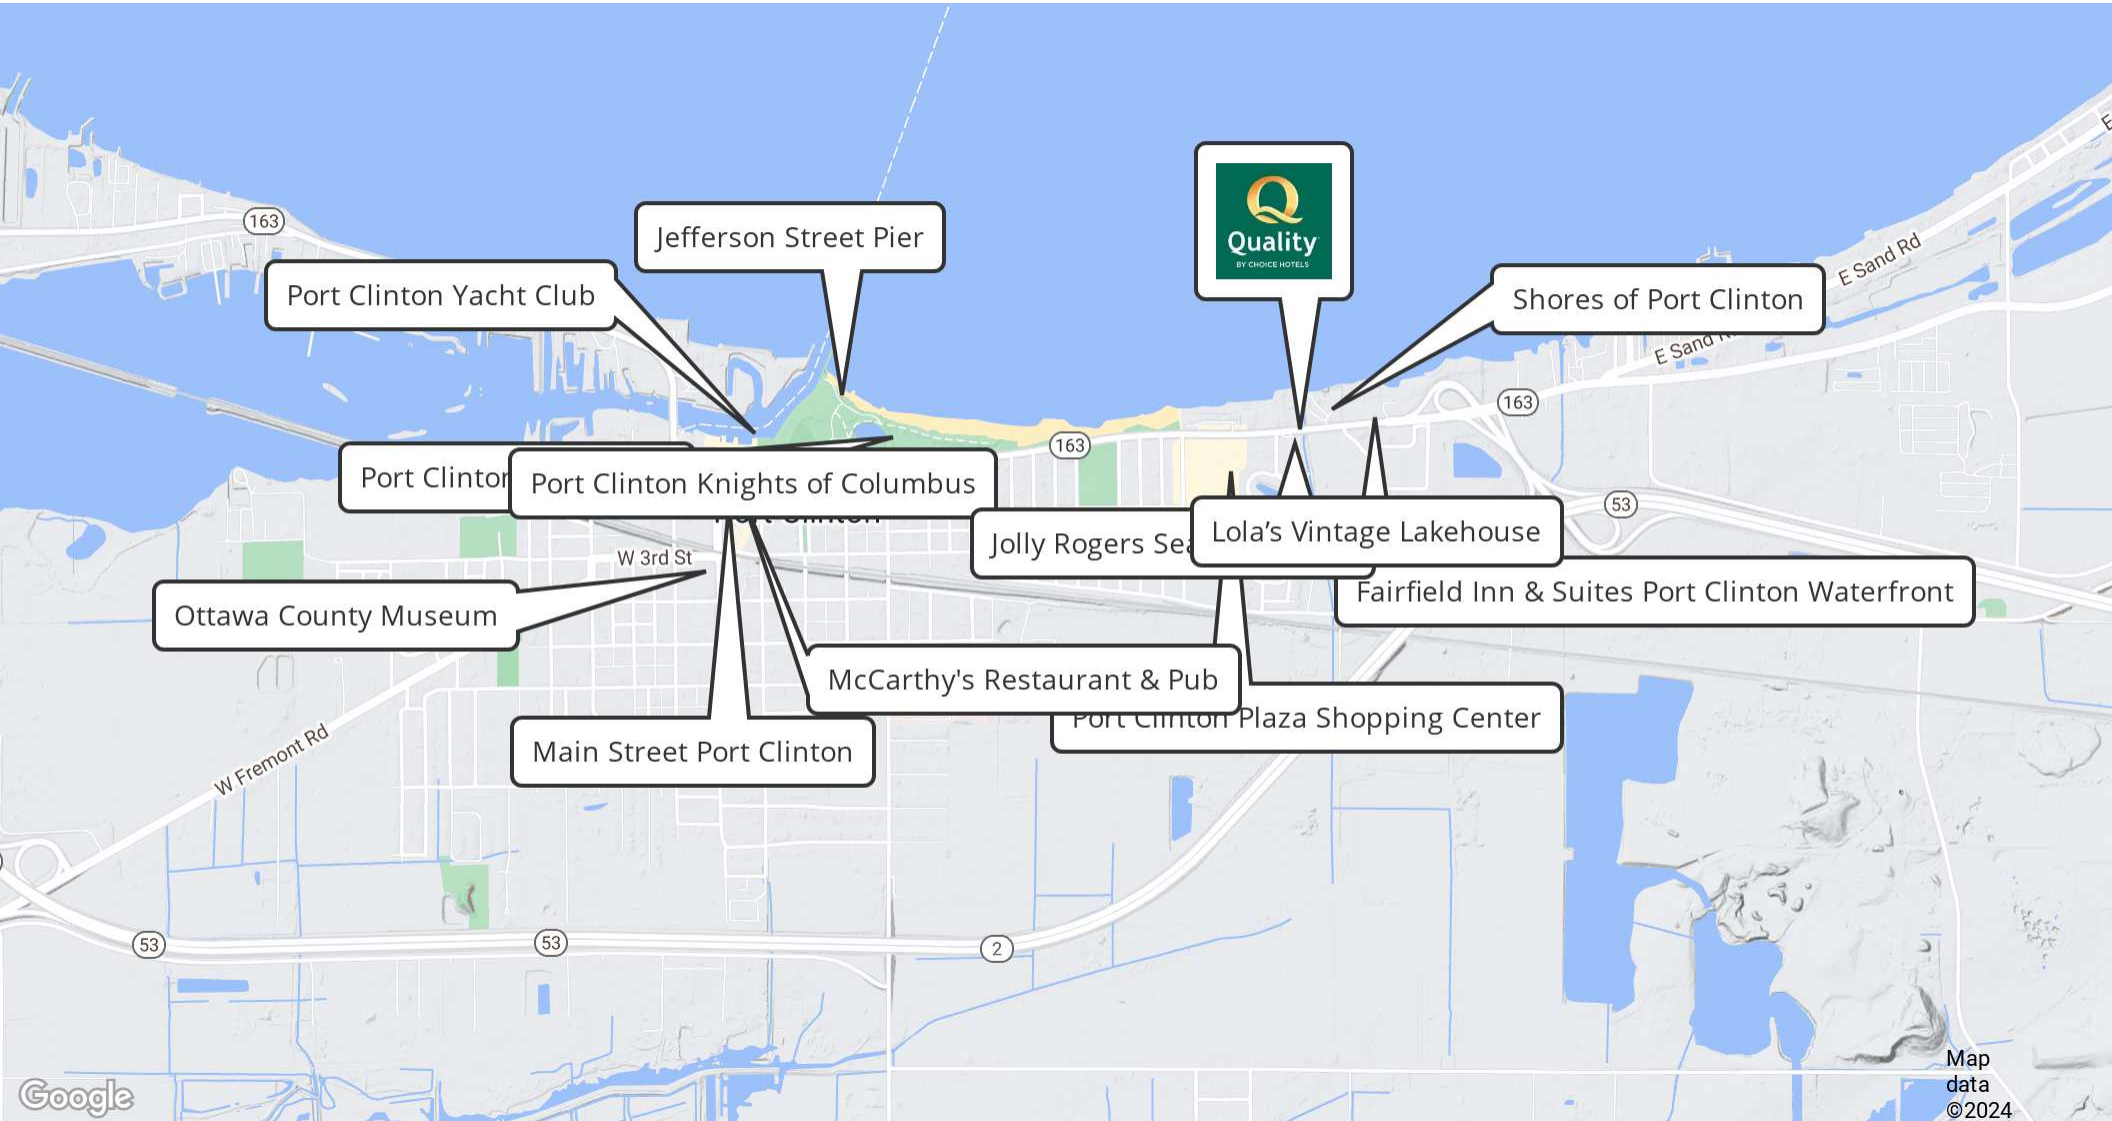 163
Jefferson Street Pier
Quality
BY CHOICE HOTELS
E Sand Rd
Port Clinton Yacht Club
Shores of Port Clinton
E Sand
163
163
Port Clinton
Port Clinton Knights of Columbus
53
Port Clinton
Jolly Rogers Sea
Lola’s Vintage Lakehouse
W 3rd St
Fairfield Inn & Suites Port Clinton Waterfront
Ottawa County Museum
McCarthy's Restaurant & Pub
Port Clinton Plaza Shopping Center
Main Street Port Clinton
W Fremont Rd
53
53
2
Google
Map
data
©2024